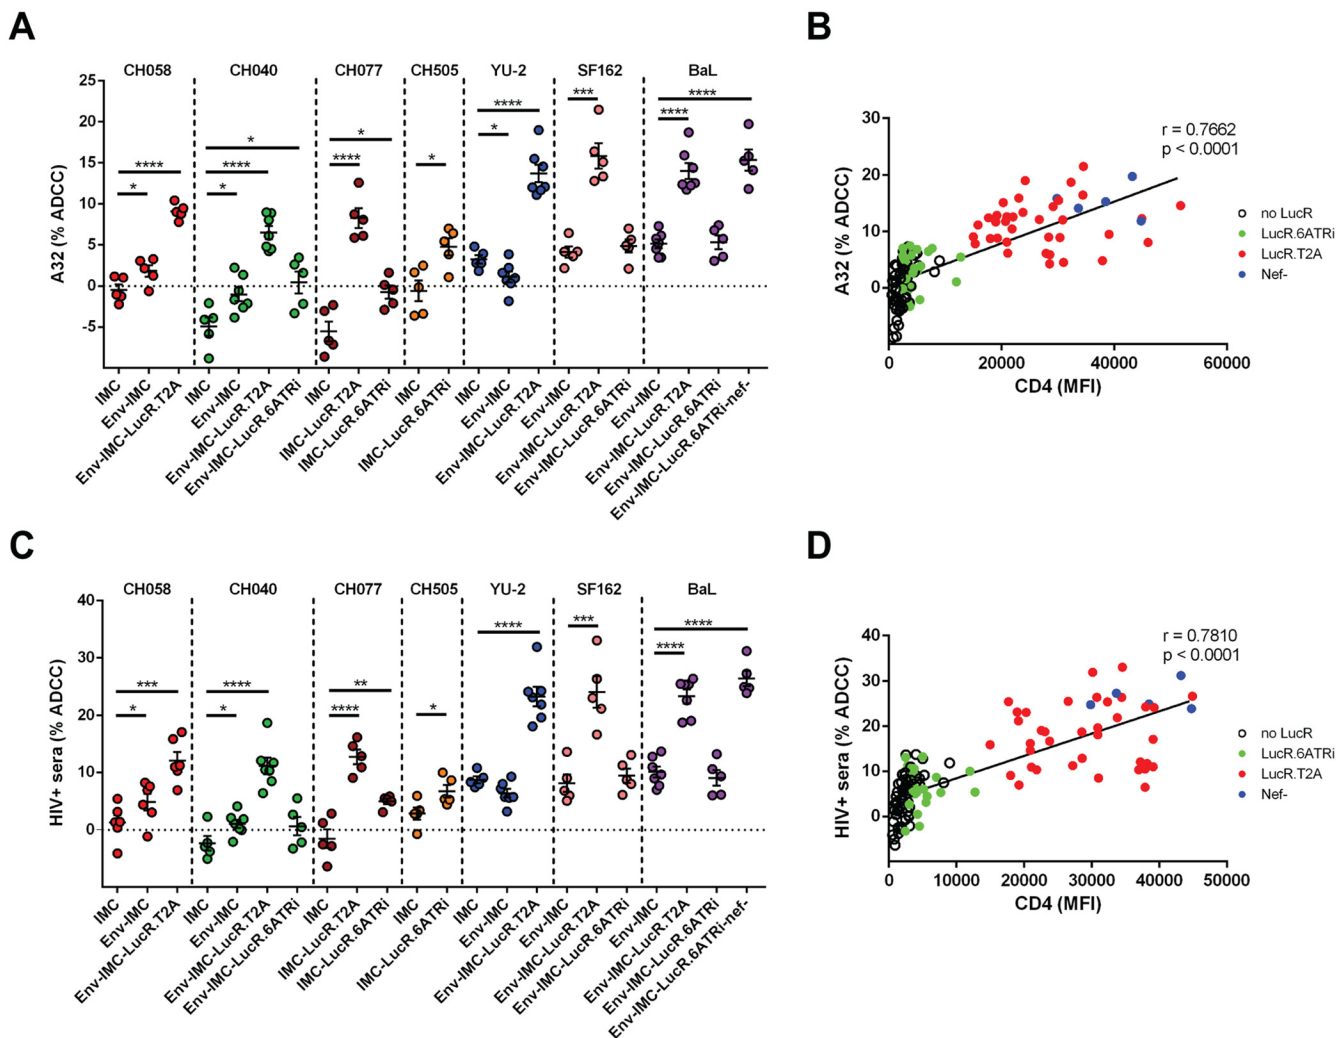 A
CH058 CH040 CH077 CH505 YU-2 SF162 BaL
A32 (% ADCC)
25
20
15
10
5
0
-5
**** * * **** * * **** * **** * *** **** ****
IMC
Env-IMC
Env-IMC-LucR.T2A
IMC
Env-IMC
Env-IMC-LucR.T2A
Env-IMC-LucR.6ATRi
IMC
IMC-LucR.T2A
IMC-LucR.6ATRi
IMC
IMC-LucR.6ATRi
IMC
Env-IMC
Env-IMC-LucR.T2A
Env-IMC
Env-IMC-LucR.T2A
Env-IMC-LucR.6ATRi
Env-IMC
Env-IMC-LucR.T2A
Env-IMC-LucR.6ATRi
Env-IMC-LucR.6ATRi-nef-
B
A32 (% ADCC)
30
20
10
0
0 20000 40000 60000
CD4 (MFI)
r = 0.7662
p < 0.0001
no LucR
LucR.6ATRi
LucR.T2A
Nef-
C
CH058 CH040 CH077 CH505 YU-2 SF162 BaL
HIV+ sera (% ADCC)
40
30
20
10
0
*** * **** * ** **** * **** *** **** ****
IMC
Env-IMC
Env-IMC-LucR.T2A
IMC
Env-IMC
Env-IMC-LucR.T2A
Env-IMC-LucR.6ATRi
IMC
IMC-LucR.T2A
IMC-LucR.6ATRi
IMC
IMC-LucR.6ATRi
IMC
Env-IMC
Env-IMC-LucR.T2A
Env-IMC
Env-IMC-LucR.T2A
Env-IMC-LucR.6ATRi
Env-IMC
Env-IMC-LucR.T2A
Env-IMC-LucR.6ATRi
Env-IMC-LucR.6ATRi-nef-
D
HIV+ sera (% ADCC)
40
30
20
10
0
0 10000 20000 30000 40000 50000
CD4 (MFI)
r = 0.7810
p < 0.0001
no LucR
LucR.6ATRi
LucR.T2A
Nef-